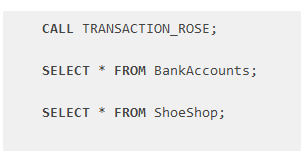 CALL TRANSACTION_ROSE;
SELECT * FROM BankAccounts;
SELECT * FROM ShoeShop;